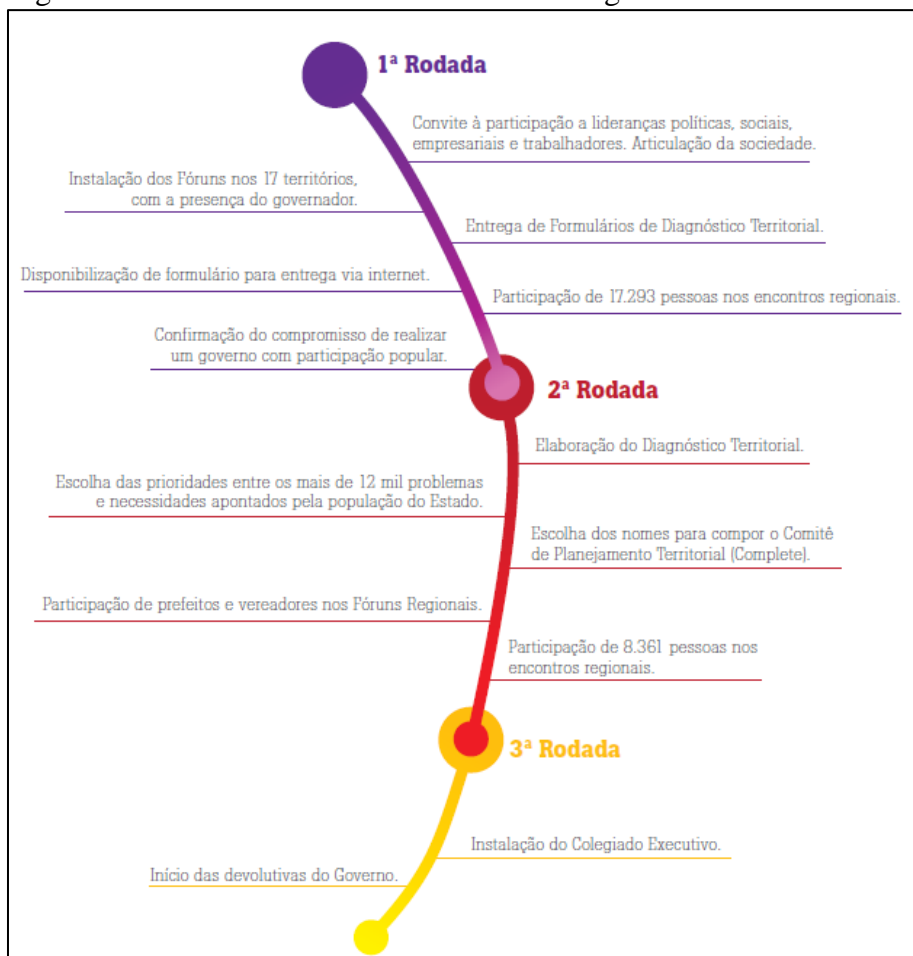 1ª Rodada
Convite à participação a lideranças políticas, sociais,
empresariais e trabalhadores. Articulação da sociedade.
Instalação dos Fóruns nos 17 territórios,
com a presença do governador.
Entrega de Formulários de Diagnóstico Territorial.
Disponibilização de formulário para entrega via internet.
Participação de 17.293 pessoas nos encontros regionais.
Confirmação do compromisso de realizar
um governo com participação popular.
2ª Rodada
Elaboração do Diagnóstico Territorial.
Escolha das prioridades entre os mais de 12 mil problemas
e necessidades apontados pela população do Estado.
Escolha dos nomes para compor o Comitê
de Planejamento Territorial (Complete).
Participação de prefeitos e vereadores nos Fóruns Regionais.
Participação de 8.361 pessoas nos
encontros regionais.
3ª Rodada
Instalação do Colegiado Executivo.
Início das devolutivas do Governo.